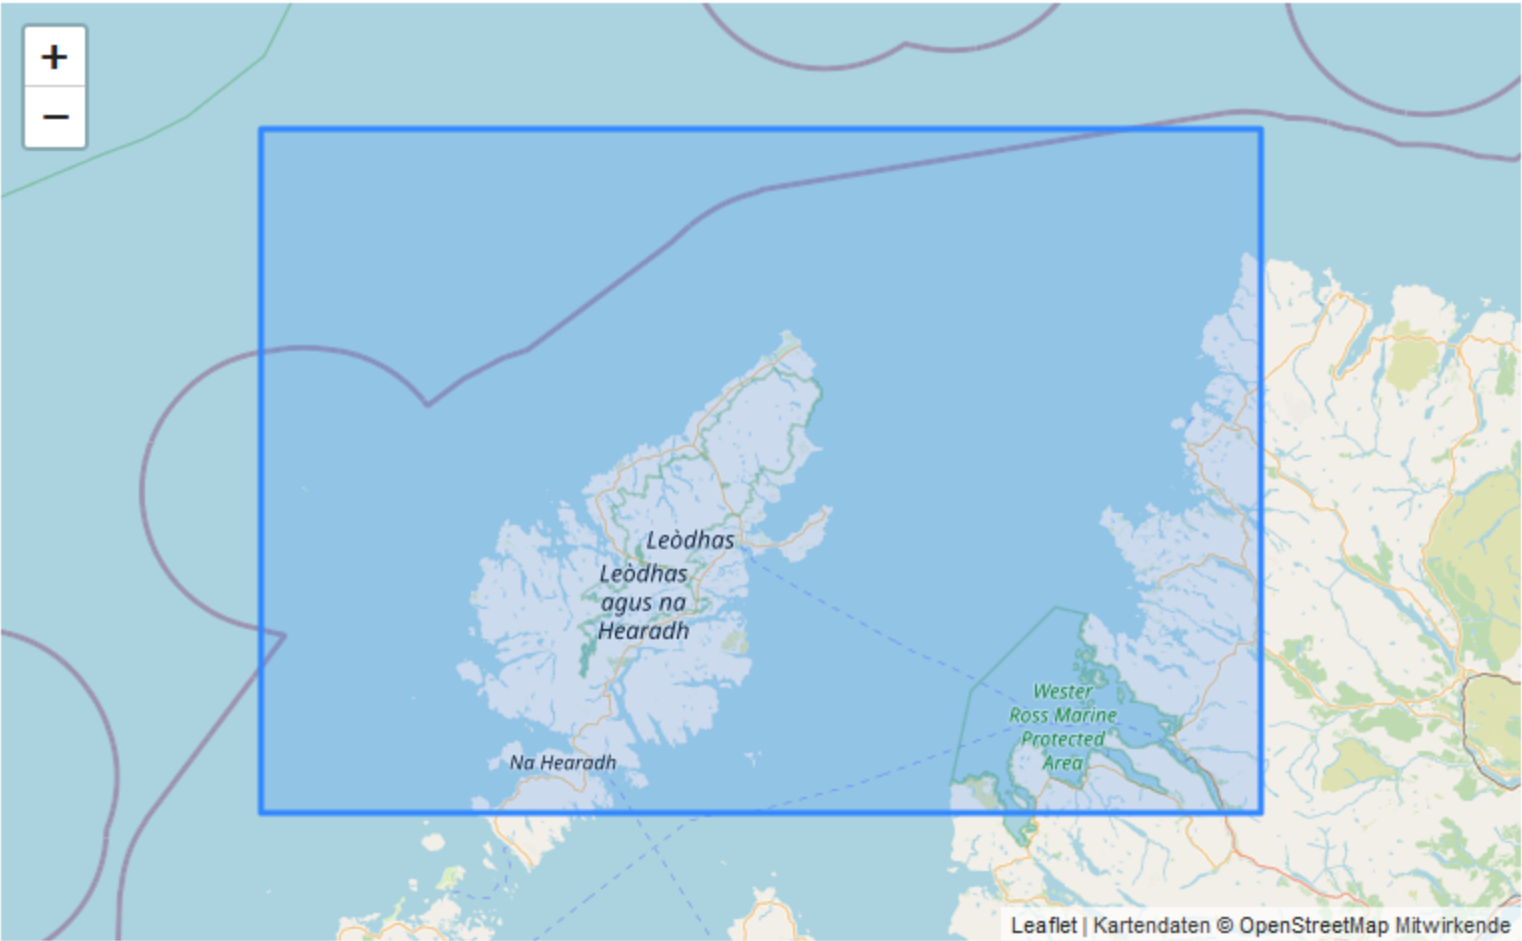 +
−
Leòdhas
Leòdhas
agus na
Hearadh
Wester
Ross Marine
Protected
Area
Na Hearadh
Leaflet | Kartendaten © OpenStreetMap Mitwirkende